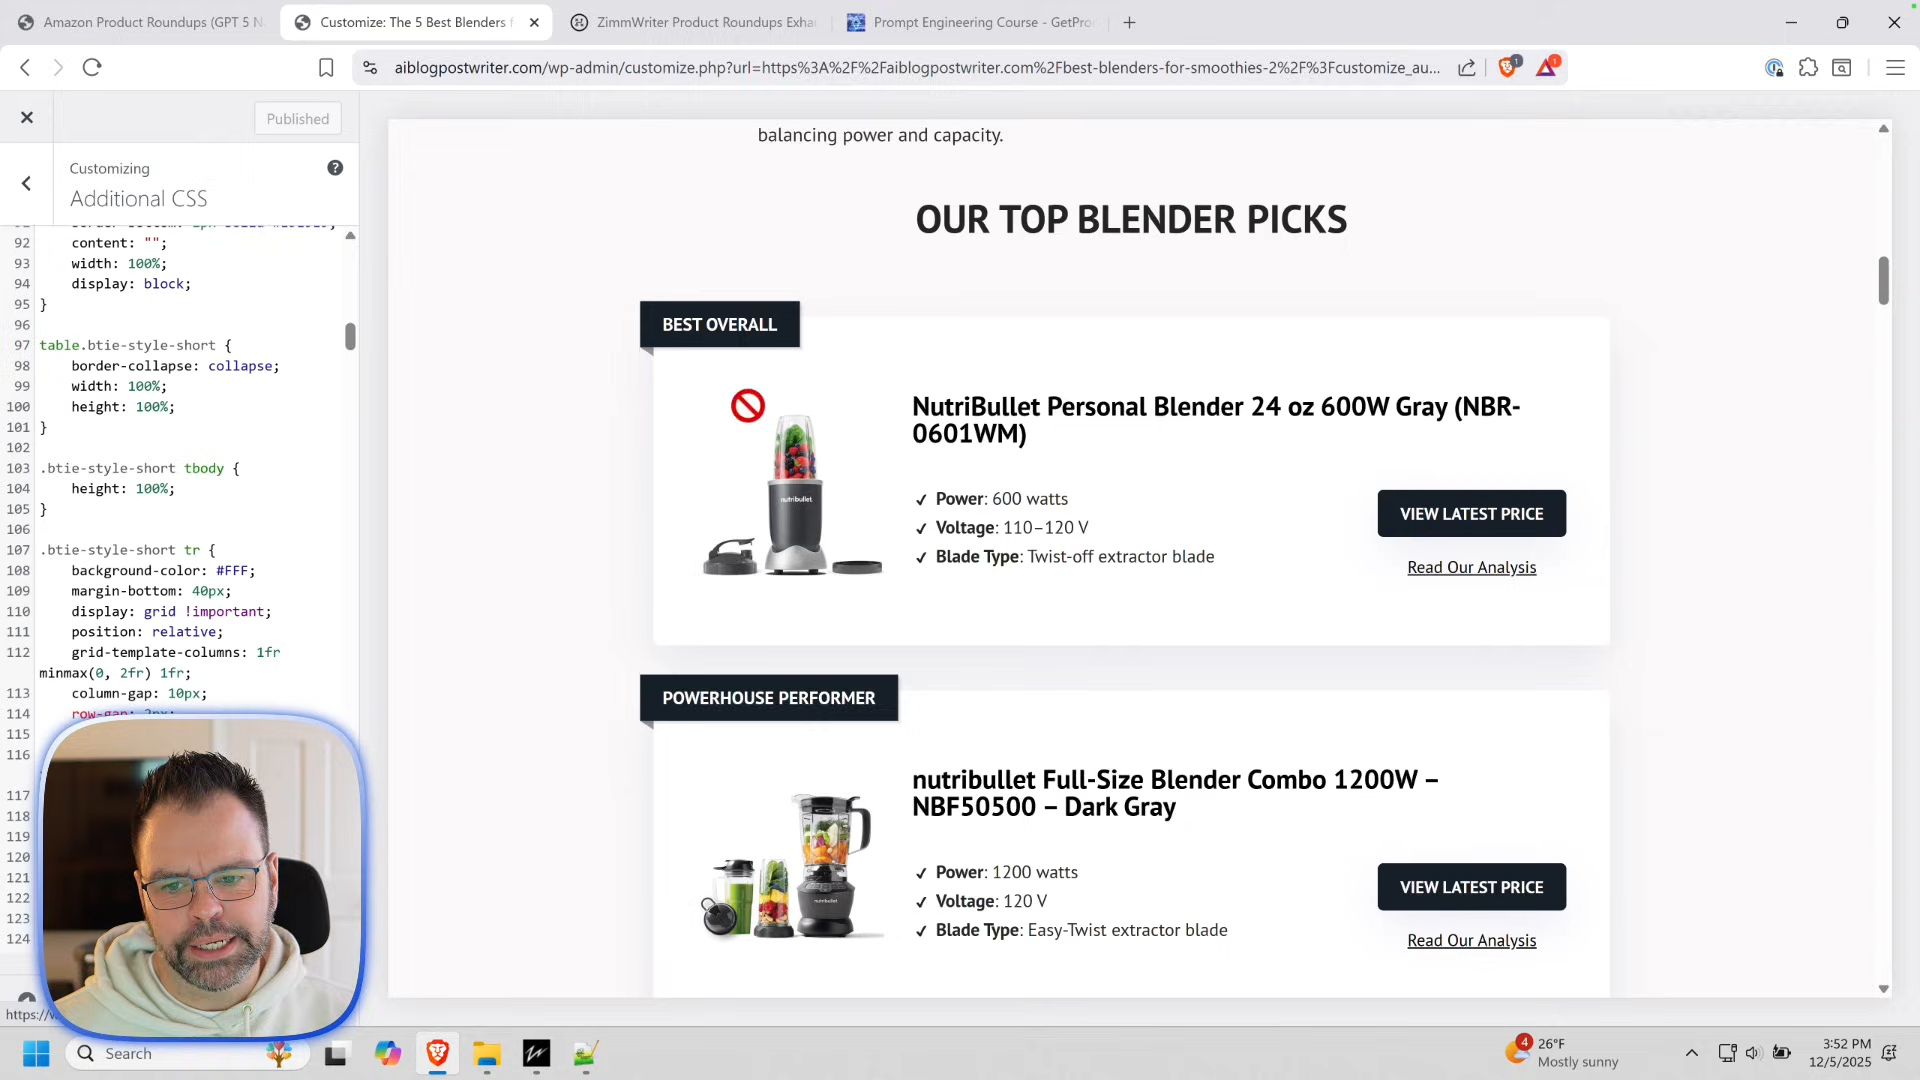 Amazon Product Roundups (GPT 5 N
Customize: The 5 Best Blenders f
ZimmWriter Product Roundups Exha
Prompt Engineering Course - GetPro
aiblogpostwriter.com/wp-admin/customize.php?url=https%3A%2F%2Faiblogpostwriter.com%2Fbest-blenders-for-smoothies-2%2F%3Fcustomize_au...
1
1
Published
Customizing
Additional CSS
92 content: "";
93 width: 100%;
94 display: block;
95 }
96
97 table.btie-style-short {
98 border-collapse: collapse;
99 width: 100%;
100 height: 100%;
101 }
102
103 .btie-style-short tbody {
104 height: 100%;
105 }
106
107 .btie-style-short tr {
108 background-color: #FFF;
109 margin-bottom: 40px;
110 display: grid !important;
111 position: relative;
112 grid-template-columns: 1fr
minmax(0, 2fr) 1fr;
113 column-gap: 10px;
114 row-gap: 2px;
115
116
117
118
119
120
121
122
123
124
https://w
balancing power and capacity.
OUR TOP BLENDER PICKS
BEST OVERALL
NutriBullet Personal Blender 24 oz 600W Gray (NBR-
0601WM)
✓ Power: 600 watts
✓ Voltage: 110–120 V
✓ Blade Type: Twist-off extractor blade
VIEW LATEST PRICE
Read Our Analysis
nutribullet
POWERHOUSE PERFORMER
nutribullet Full-Size Blender Combo 1200W –
NBF50500 – Dark Gray
✓ Power: 1200 watts
✓ Voltage: 120 V
✓ Blade Type: Easy-Twist extractor blade
VIEW LATEST PRICE
Read Our Analysis
nutribullet
Search
4
26°F
Mostly sunny
3:52 PM
12/5/2025